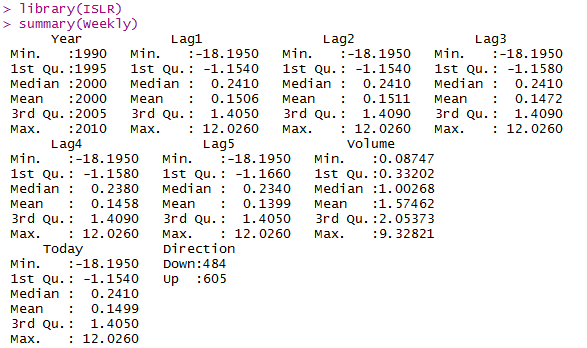 > library(ISLR)
> summary(Weekly)
      Year           Lag1               Lag2               Lag3
 Min.   :1990   Min.   :-18.1950   Min.   :-18.1950   Min.   :-18.1950
 1st Qu.:1995   1st Qu.: -1.1540   1st Qu.: -1.1540   1st Qu.: -1.1580
 Median :2000   Median :  0.2410   Median :  0.2410   Median :  0.2410
 Mean   :2000   Mean   :  0.1506   Mean   :  0.1511   Mean   :  0.1472
 3rd Qu.:2005   3rd Qu.:  1.4050   3rd Qu.:  1.4090   3rd Qu.:  1.4090
 Max.   :2010   Max.   : 12.0260   Max.   : 12.0260   Max.   : 12.0260
      Lag4               Lag5              Volume
 Min.   :-18.1950   Min.   :-18.1950   Min.   :0.08747
 1st Qu.: -1.1580   1st Qu.: -1.1660   1st Qu.:0.33202
 Median :  0.2380   Median :  0.2340   Median :1.00268
 Mean   :  0.1458   Mean   :  0.1399   Mean   :1.57462
 3rd Qu.:  1.4090   3rd Qu.:  1.4050   3rd Qu.:2.05373
 Max.   : 12.0260   Max.   : 12.0260   Max.   :9.32821
     Today          Direction
 Min.   :-18.1950   Down:484
 1st Qu.: -1.1540   Up  :605
 Median :  0.2410
 Mean   :  0.1499
 3rd Qu.:  1.4050
 Max.   : 12.0260